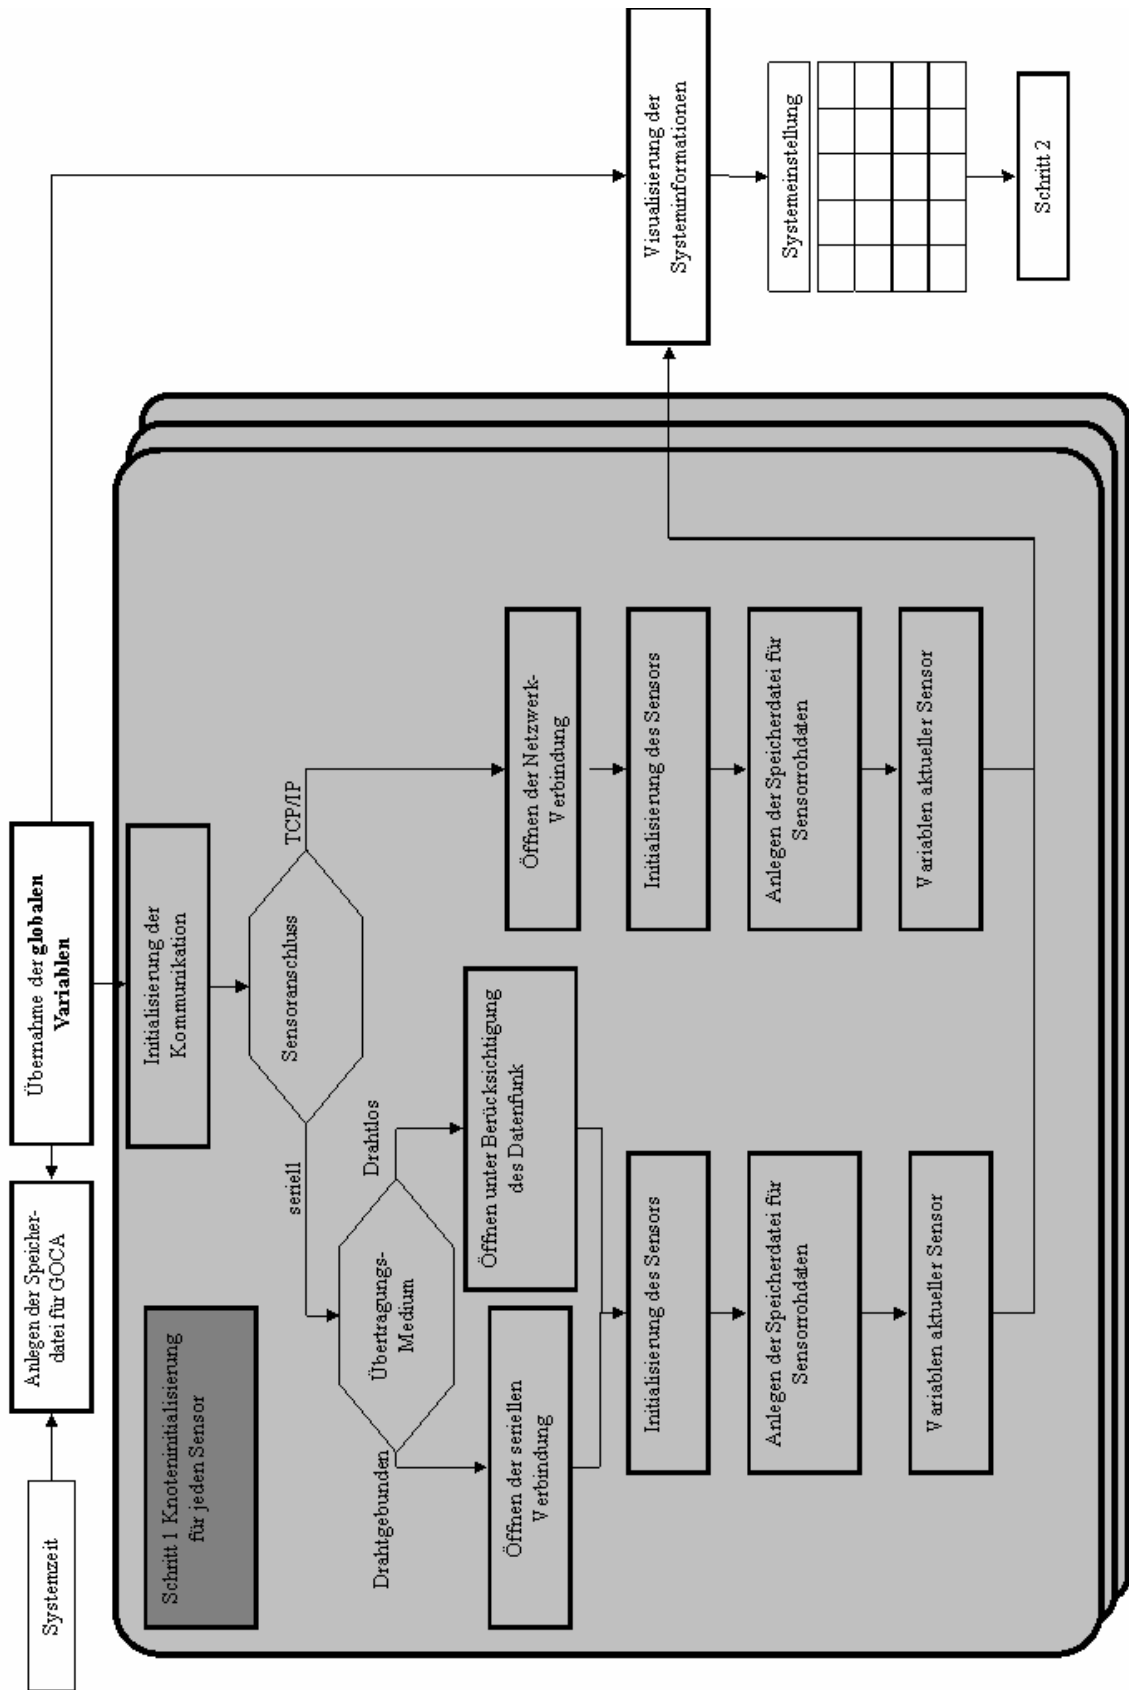 Systemzeit
Anlegen der Speicher-
datei für GOCA
Übernahme der globalen
Variablen
Schritt 1 Knoteninitialisierung
für jeden Sensor
Initialisierung der
Kommunikation
Sensoranschluss
seriell
TCP/IP
Übertragungs-
Medium
Drahtgebunden
Drahtlos
Öffnen der seriellen
Verbindung
Öffnen unter Berücksichtigung
des Datenfunk
Öffnen der Netzwerk-
Verbindung
Initialisierung des Sensors
Initialisierung des Sensors
Anlegen der Speicherdatei für
Sensorrohdaten
Anlegen der Speicherdatei für
Sensorrohdaten
Variablen aktueller Sensor
Variablen aktueller Sensor
Visualisierung der
Systeminformationen
Systemeinstellung
Schritt 2